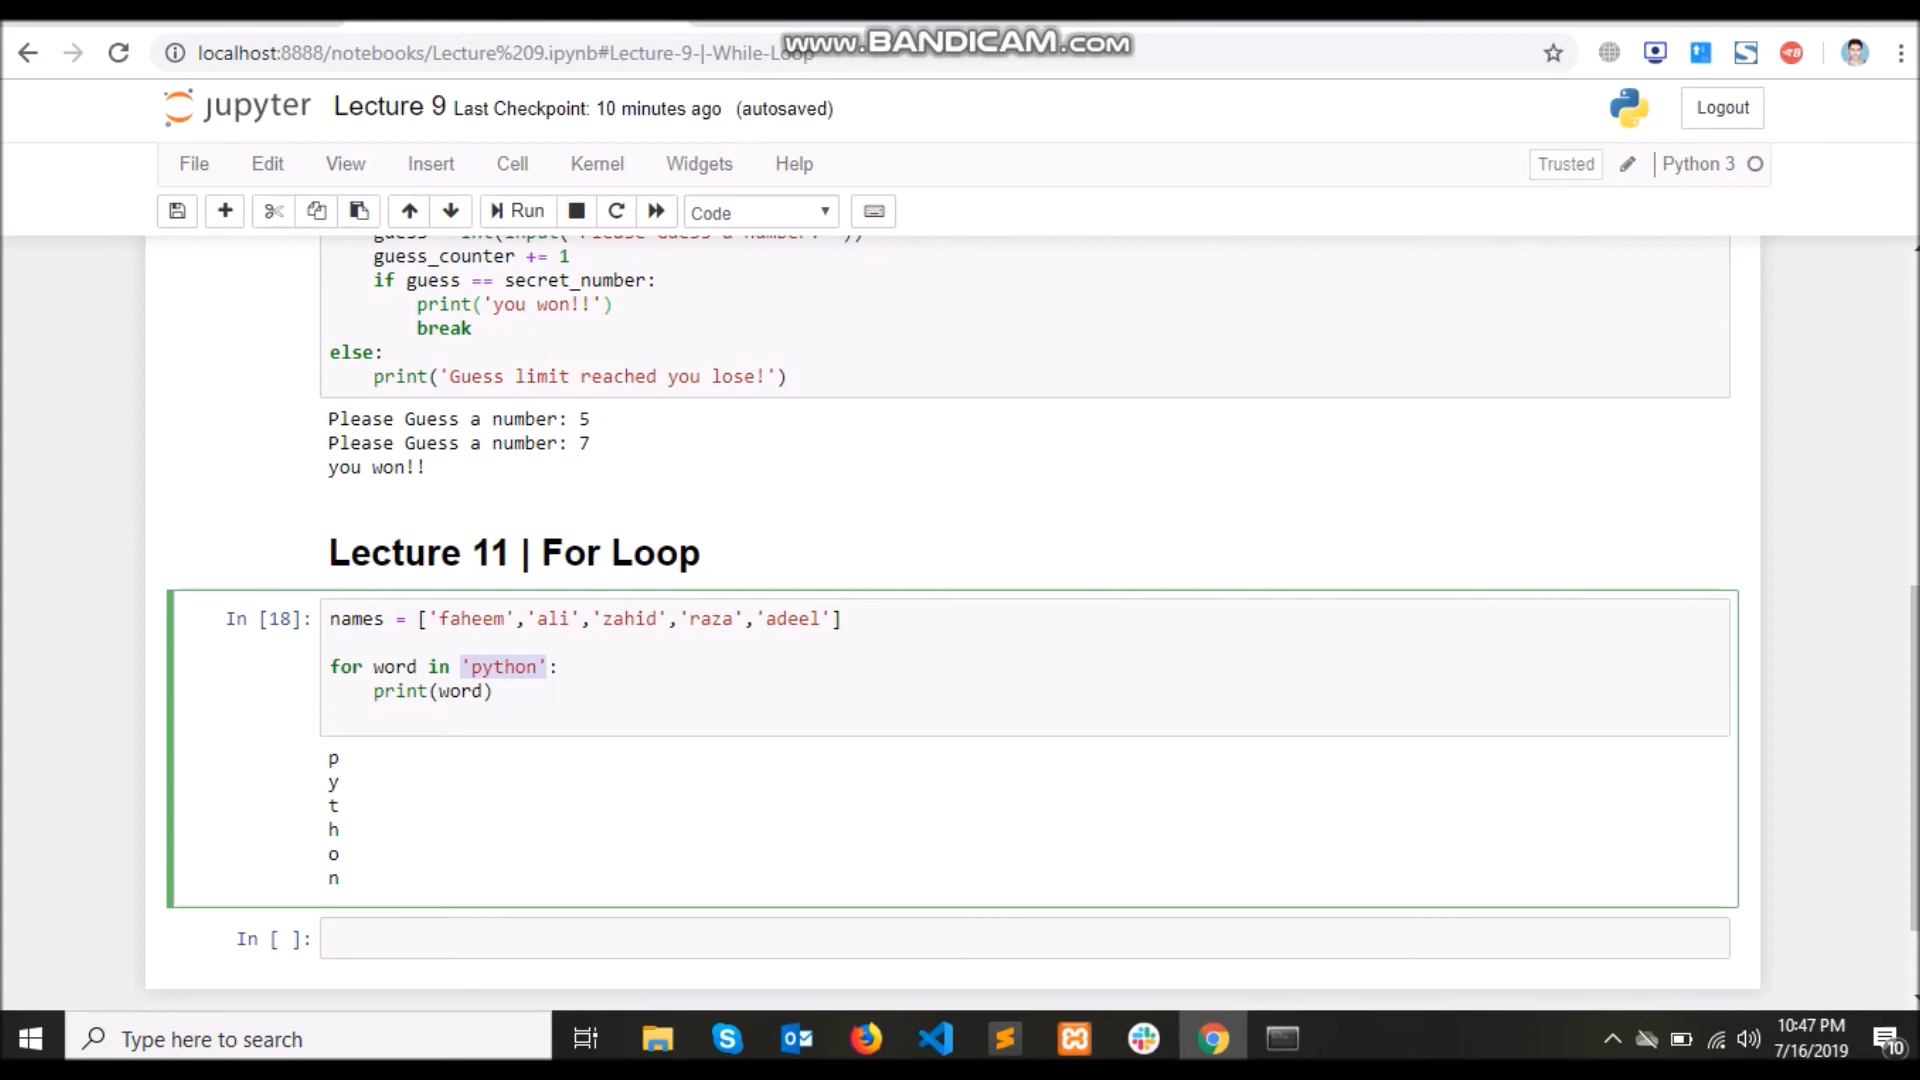 www.BANDICAM.com
localhost:8888/notebooks/Lecture%209.ipynb#Lecture-9-|-While-Loop
jupyter Lecture 9 Last Checkpoint: 10 minutes ago (autosaved) Logout
File Edit View Insert Cell Kernel Widgets Help Trusted Python 3
Run Code
guess_counter += 1
if guess == secret_number:
print('you won!!')
break
else:
print('Guess limit reached you lose!')
Please Guess a number: 5
Please Guess a number: 7
you won!!
Lecture 11 | For Loop
In [18]: names = ['faheem','ali','zahid','raza','adeel']
for word in 'python':
print(word)
p
y
t
h
o
n
In [ ]:
Type here to search
10:47 PM
7/16/2019
10